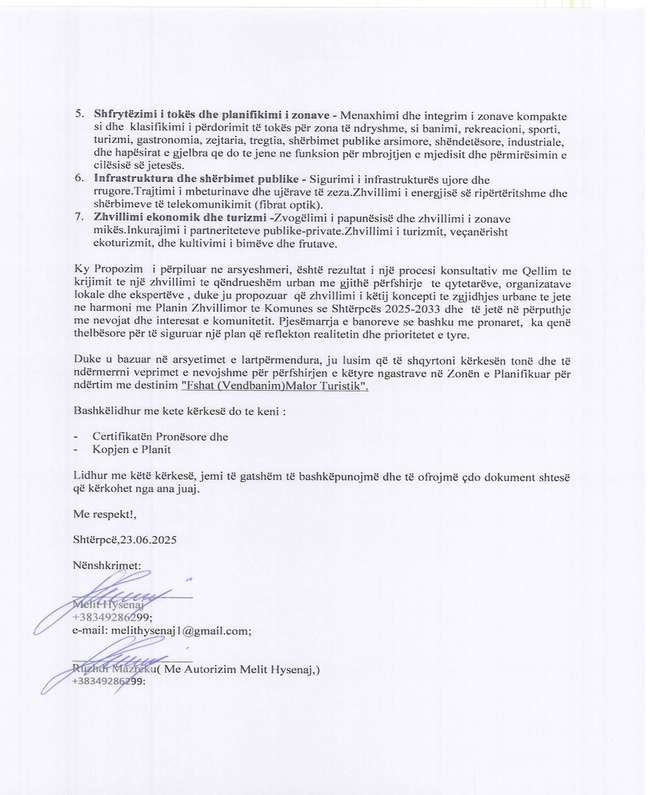 5. Shfrytëzimi i tokës dhe planifikimi i zonave - Menaxhimi dhe integrim i zonave kompakte
si dhe klasifikimi i përdorimit të tokës për zona të ndryshme, si banimi, rekreacioni, sporti,
turizmi, gastronomia, zejtaria, tregtia, shërbimet publike arsimore, shëndetësore, industriale,
dhe hapësirat e gjelbra qe do te jene ne funksion për mbrojtjen e mjedisit dhe përmirësimin e
cilësisë së jetesës.
6. Infrastruktura dhe shërbimet publike - Sigurimi i infrastrukturës ujore dhe
rrugore.Trajtimi i mbeturinave dhe ujërave të zeza.Zhvillimi i energjisë së ripërtëritshme dhe
shërbimeve të telekomunikimit (fibrat optik).
7. Zhvillimi ekonomik dhe turizmi -Zvogëlimi i papunësisë dhe zhvillimi i zonave
mikës.Inkurajimi i partneriteteve publike-private.Zhvillimi i turizmit, veçanërisht
ekoturizmit, dhe kultivimi i bimëve dhe frutave.
Ky Propozim i përpiluar ne arsyeshmeri, është rezultat i një procesi konsultativ me Qellim te
krijimit te një zhvillimi te qëndrueshëm urban me gjithë përfshirje te qytetarëve, organizatave
lokale dhe ekspertëve , duke ju propozuar që zhvillimi i këtij koncepti te zgjidhjes urbane te jete
ne harmoni me Planin Zhvillimor te Komunes se Shtërpcës 2025-2033 dhe të jetë në përputhje
me nevojat dhe interesat e komunitetit. Pjesëmarrja e banoreve se bashku me pronaret, ka qenë
thelbësore për të siguruar një plan që reflekton realitetin dhe prioritetet e tyre.
Duke u bazuar në arsyetimet e lartpërmendura, ju lusim që të shqyrtoni kërkesën tonë dhe të
ndërmerrni veprimet e nevojshme për përfshirjen e këtyre ngastrave në Zonën e Planifikuar për
ndërtim me destinim "Fshat (Vendbanim)Malor Turistik".
Bashkëlidhur me kete kërkesë do te keni :
- Certifikatën Pronësore dhe
- Kopjen e Planit
Lidhur me këtë kërkesë, jemi të gatshëm të bashkëpunojmë dhe të ofrojmë çdo dokument shtesë
që kërkohet nga ana juaj.
Me respekt!,
Shtërpcë,23.06.2025
Nënshkrimet:
Melit Hysenaj
+38349286299;
e-mail: melithysenaj1@gmail.com;
Ruzhdi Mazreku( Me Autorizim Melit Hysenaj,)
+38349286299: